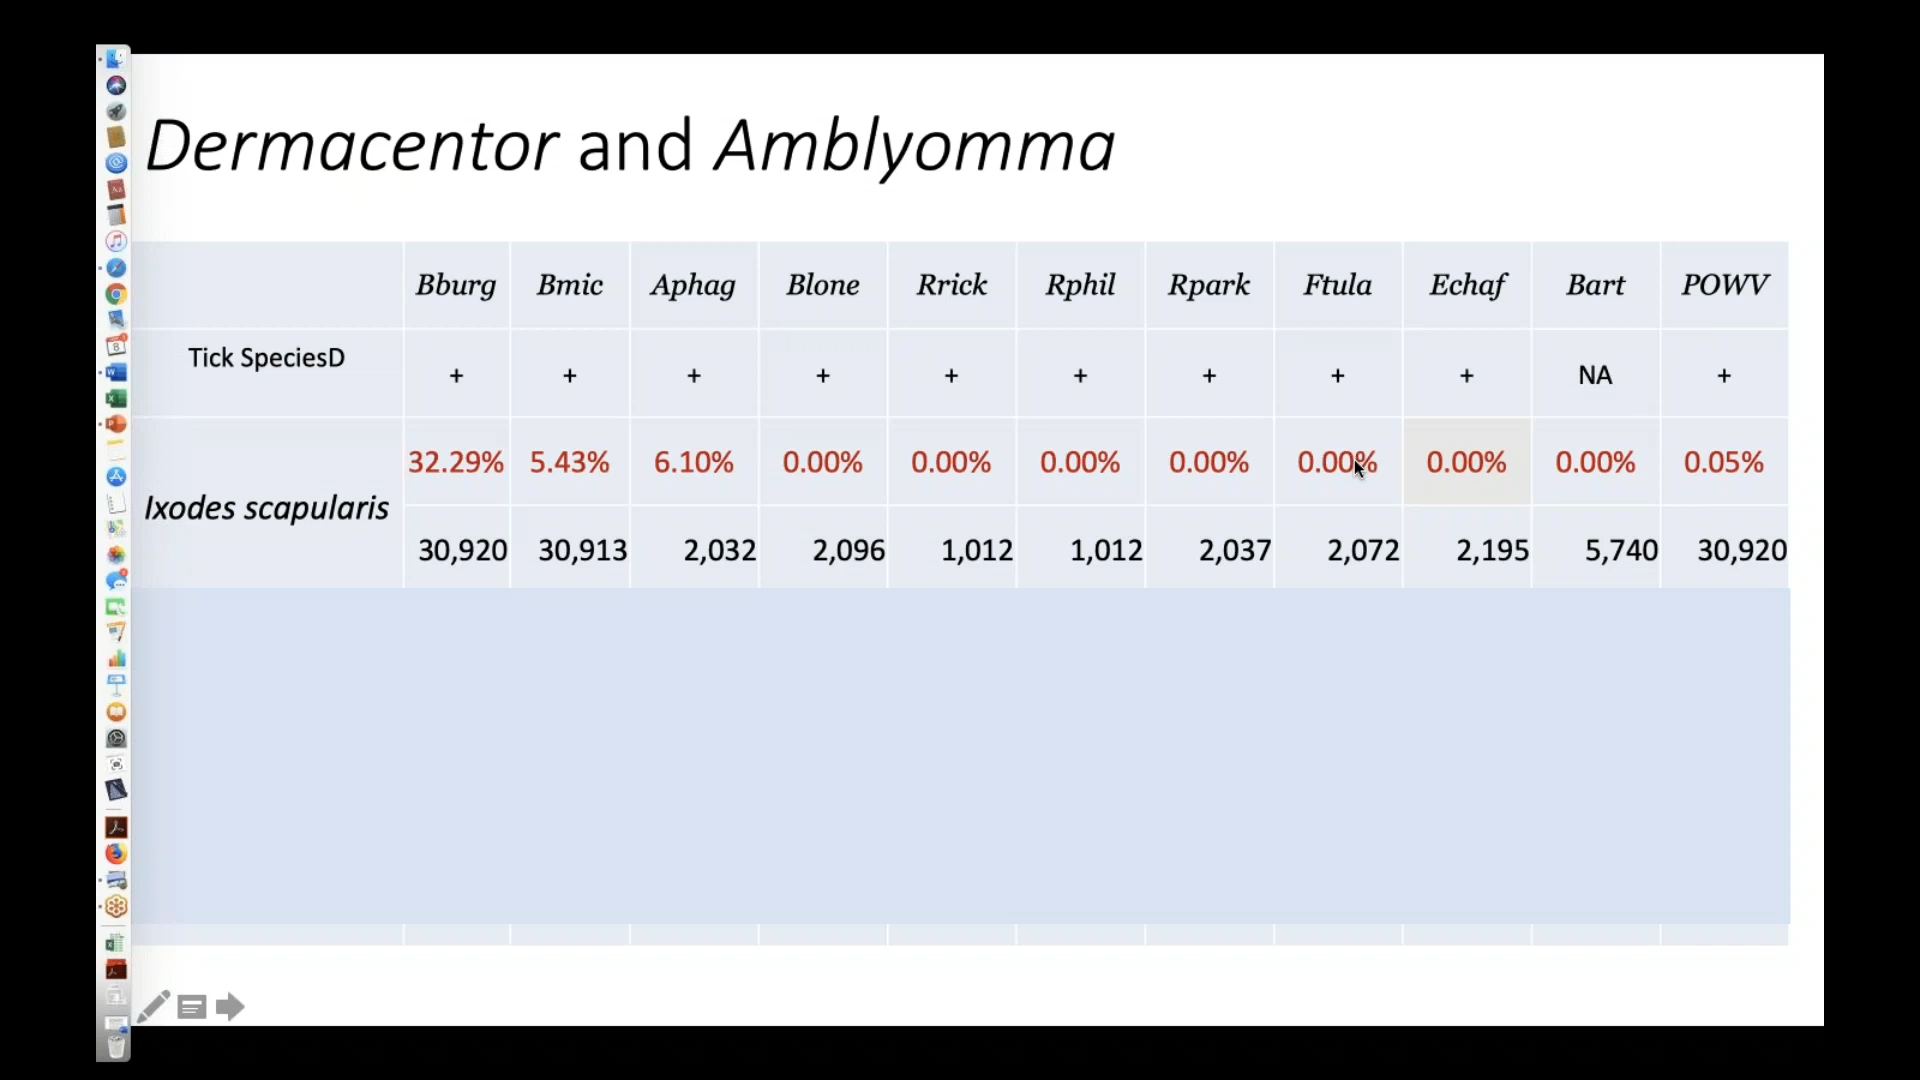 Dermacentor and Amblyomma
Bburg Bmic Aphag Blone Rrick Rphil Rpark Ftula Echaf Bart POWV
Tick SpeciesD + + + + + + + + + NA +
32.29% 5.43% 6.10% 0.00% 0.00% 0.00% 0.00% 0.00% 0.00% 0.00% 0.05%
Ixodes scapularis
30,920 30,913 2,032 2,096 1,012 1,012 2,037 2,072 2,195 5,740 30,920